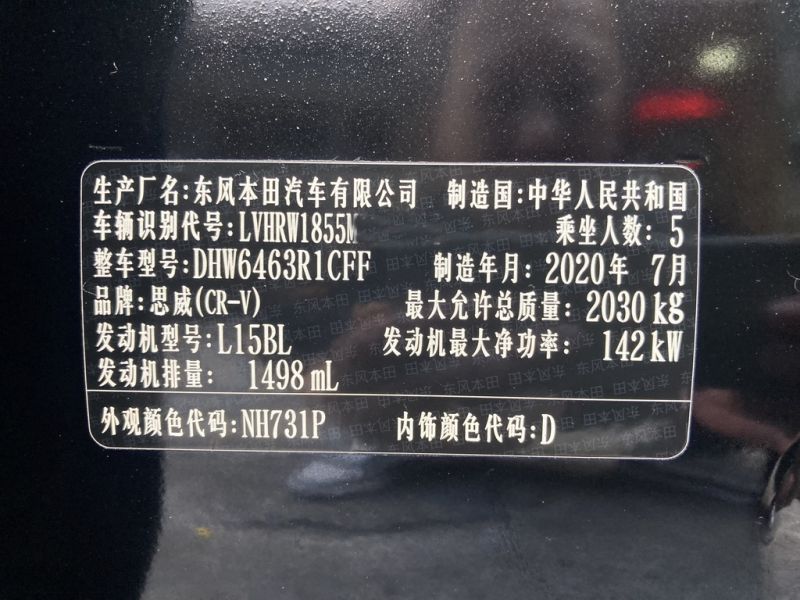 生产厂名:东风本田汽车有限公司 制造国:中华人民共和国
车辆识别代号:LVHRW1855M 乘坐人数: 5
整车型号:DHW6463R1CFF 制造年月:2020年 7月
品牌:思威(CR-V) 最大允许总质量: 2030 kg
发动机型号:L15BL 发动机最大净功率: 142 kW
发动机排量: 1498 mL
外观颜色代码:NH731P 内饰颜色代码:D